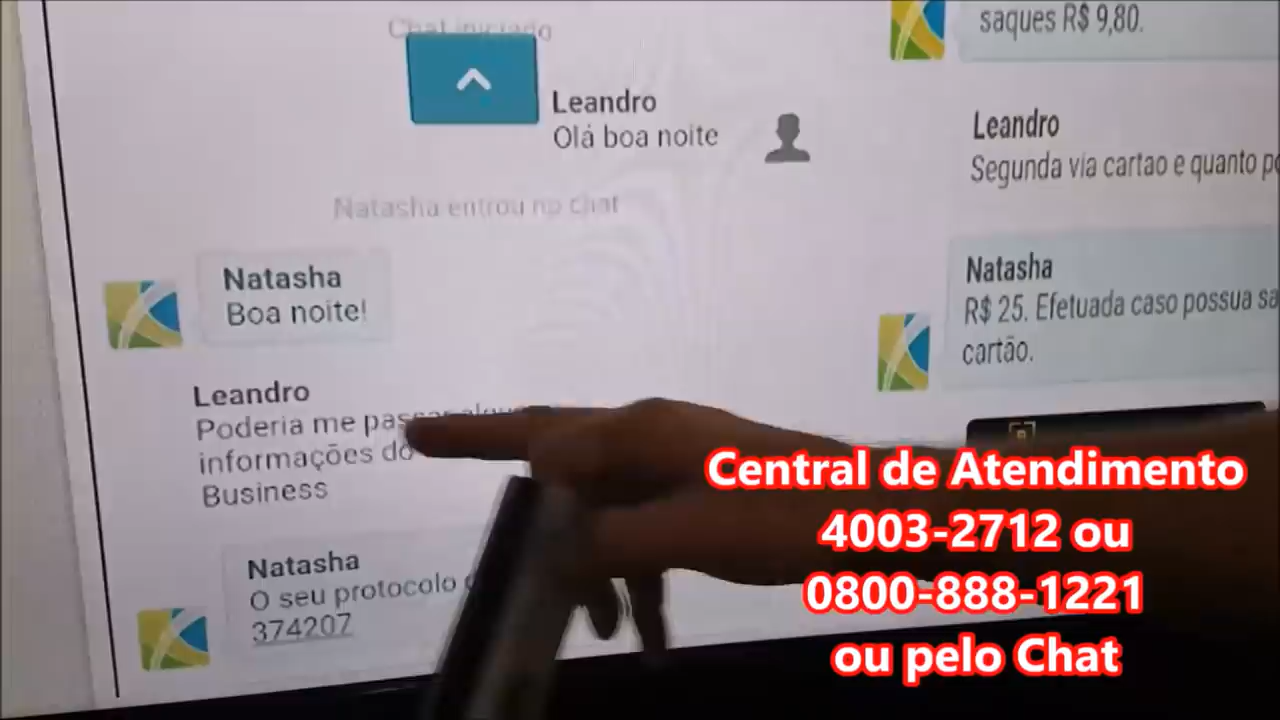 Chat iniciado
Leandro
Olá boa noite
Natasha entrou no chat
Natasha
Boa noite!
Leandro
Poderia me passar
informações do
Business
Natasha
O seu protocolo
374207
saques R$ 9,80.
Leandro
Segunda via cartao e quanto
Natasha
R$ 25. Efetuada caso possua
cartão.
Central de Atendimento
4003-2712 ou
0800-888-1221
ou pelo Chat